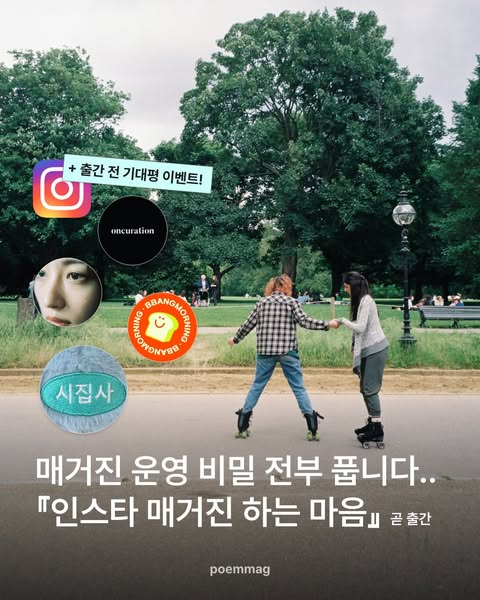 + 출간 전 기대평 이벤트!
oncuration
BBANGMORNING · BBANGMORNING ·
시집사
매거진 운영 비밀 전부 풉니다..
『인스타 매거진 하는 마음』 곧 출간
poemmag